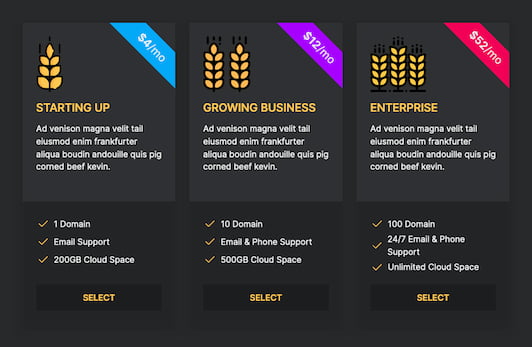 $4/mo
STARTING UP
Ad venison magna velit tail
eiusmod enim frankfurter
aliqua boudin andouille quis pig
corned beef kevin.
1 Domain
Email Support
200GB Cloud Space
SELECT
$12/mo
GROWING BUSINESS
Ad venison magna velit tail
eiusmod enim frankfurter
aliqua boudin andouille quis pig
corned beef kevin.
10 Domain
Email & Phone Support
500GB Cloud Space
SELECT
$52/mo
ENTERPRISE
Ad venison magna velit tail
eiusmod enim frankfurter
aliqua boudin andouille quis pig
corned beef kevin.
100 Domain
24/7 Email & Phone
Support
Unlimited Cloud Space
SELECT